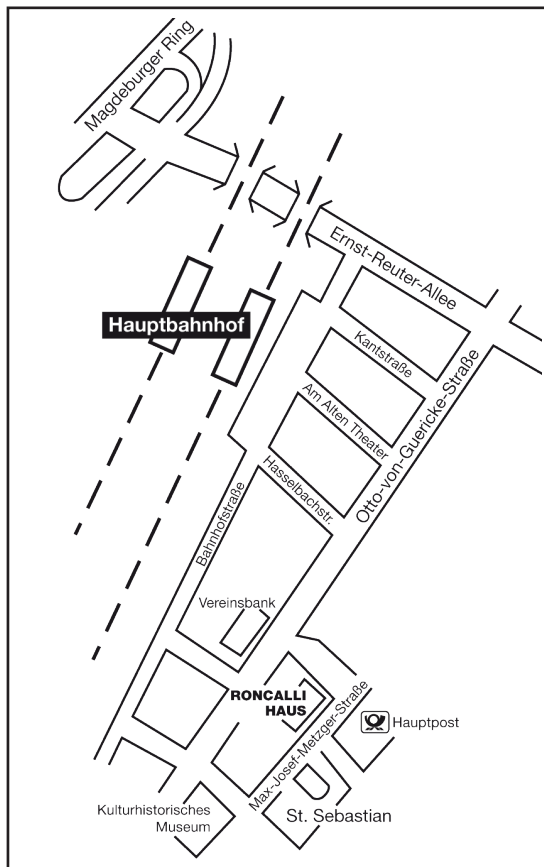 Magdeburger Ring
Ernst-Reuter-Allee
Hauptbahnhof
Kantstraße
Am Alten Theater
Otto-von-Guericke-Straße
Hasselbachstr.
Bahnhofstraße
Vereinsbank
RONCALLI
HAUS
Max-Josef-Metzger-Straße
Hauptpost
Kulturhistorisches
Museum
St. Sebastian